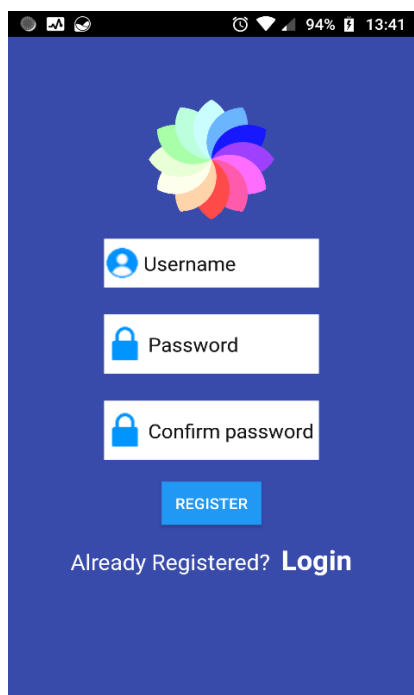 94% 13:41
Username
Password
Confirm password
REGISTER
Already Registered? Login